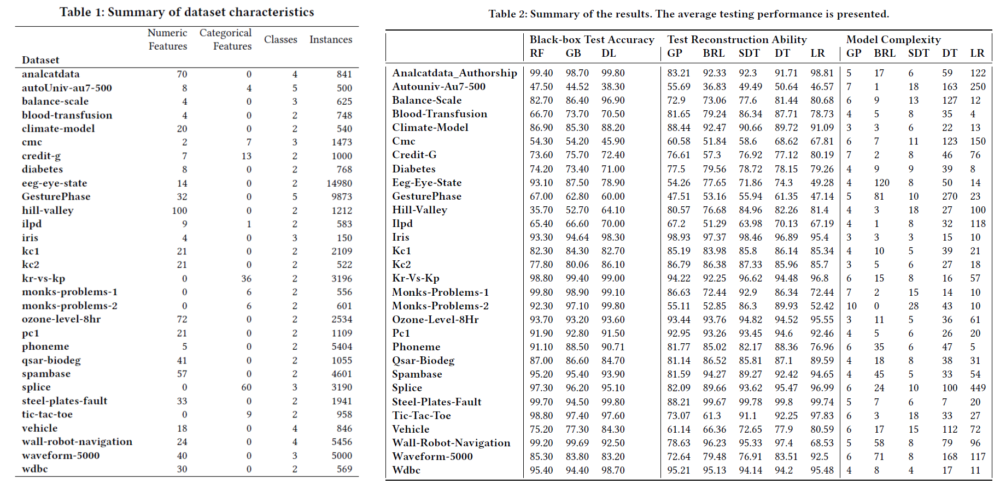 Table 1: Summary of dataset characteristics
Numeric Features Categorical Features Classes Instances
Dataset
analcatdata 70 0 4 841
autoUniv-au7-500 8 4 5 500
balance-scale 4 0 3 625
blood-transfusion 4 0 2 748
climate-model 20 0 2 540
cmc 2 7 3 1473
credit-g 7 13 2 1000
diabetes 8 0 2 768
eeg-eye-state 14 0 2 14980
GesturePhase 32 0 5 9873
hill-valley 100 0 2 1212
ilpd 9 1 2 583
iris 4 0 3 150
kc1 21 0 2 2109
kc2 21 0 2 522
kr-vs-kp 0 36 2 3196
monks-problems-1 0 6 2 556
monks-problems-2 0 6 2 601
ozone-level-8hr 72 0 2 2534
pc1 21 0 2 1109
phoneme 5 0 2 5404
qsar-biodeg 41 0 2 1055
spambase 57 0 2 4601
splice 0 60 3 3190
steel-plates-fault 33 0 2 1941
tic-tac-toe 0 9 2 958
vehicle 18 0 4 846
wall-robot-navigation 24 0 4 5456
waveform-5000 40 0 3 5000
wdbc 30 0 2 569
Table 2: Summary of the results. The average testing performance is presented.
Black-box Test Accuracy Test Reconstruction Ability Model Complexity
RF GB DL GP BRL SDT DT LR GP BRL SDT DT LR
Analcatdata_Authorship 99.40 98.70 99.80 83.21 92.33 92.3 91.71 98.81 5 17 6 59 122
Autouniv-Au7-500 47.50 44.52 38.30 55.69 36.83 49.49 50.64 46.57 7 1 18 163 250
Balance-Scale 82.70 86.40 96.90 72.9 73.06 77.6 81.44 80.68 6 9 13 127 12
Blood-Transfusion 66.70 73.70 70.50 81.65 79.24 86.34 87.71 78.73 4 5 8 35 4
Climate-Model 86.90 85.30 88.20 88.44 92.47 90.66 89.72 91.09 3 3 6 22 13
Cmc 54.30 54.20 45.90 60.58 51.84 58.6 68.62 67.81 6 7 11 123 150
Credit-G 73.60 75.70 72.40 76.61 57.3 76.92 77.12 80.19 7 2 8 46 76
Diabetes 74.20 73.40 71.00 77.5 79.56 78.72 78.15 79.26 4 9 9 39 8
Eeg-Eye-State 93.10 87.50 78.90 54.26 77.65 71.86 74.3 49.28 4 120 8 50 14
GesturePhase 67.00 62.80 60.00 47.51 53.16 55.94 61.35 47.14 5 81 10 270 23
Hill-Valley 35.70 52.70 64.10 80.57 76.68 84.96 82.26 81.4 4 3 18 27 100
Ilpd 65.40 66.60 70.00 67.2 51.29 63.98 70.13 67.19 4 1 8 32 118
Iris 93.30 94.64 98.30 98.93 97.37 98.46 96.89 95.4 3 3 3 15 10
Kc1 82.30 84.30 82.70 85.19 83.98 85.8 86.14 85.34 4 10 5 39 21
Kc2 77.80 80.06 86.10 86.79 86.38 87.33 85.96 85.7 3 5 6 27 18
Kr-Vs-Kp 98.80 99.40 99.00 94.22 92.25 96.62 94.48 96.8 6 15 8 16 57
Monks-Problems-1 99.80 98.90 99.10 86.63 72.44 92.9 86.34 72.44 7 2 15 14 10
Monks-Problems-2 92.30 97.10 99.80 55.11 52.85 86.3 89.93 52.42 10 0 28 43 10
Ozone-Level-8Hr 93.70 93.20 93.60 93.44 93.76 94.82 94.52 95.55 3 11 5 36 61
Pc1 91.90 92.80 91.50 92.95 93.26 93.45 94.6 92.46 4 5 6 26 20
Phoneme 91.10 88.50 90.71 81.77 85.02 82.17 88.36 76.96 6 35 6 47 5
Qsar-Biodeg 87.00 86.60 84.70 81.14 86.52 85.81 87.1 89.59 4 18 8 38 31
Spambase 95.20 95.40 93.90 81.59 94.27 89.27 92.42 94.65 4 45 5 33 54
Splice 97.30 96.20 95.10 82.09 89.66 93.62 95.47 96.99 6 24 10 100 449
Steel-Plates-Fault 99.70 94.50 99.80 88.21 99.67 99.78 99.8 99.74 5 7 6 7 20
Tic-Tac-Toe 98.80 97.40 97.60 73.07 61.3 91.1 92.25 97.83 6 3 18 33 27
Vehicle 75.20 77.30 84.30 61.14 66.36 72.65 77.9 80.59 6 17 15 112 72
Wall-Robot-Navigation 99.20 99.69 92.50 78.63 96.23 95.33 97.4 68.53 5 58 8 79 96
Waveform-5000 85.30 83.80 83.20 72.64 79.48 76.91 83.51 92.5 6 71 8 168 117
Wdbc 95.40 94.40 98.70 95.21 95.13 94.14 94.2 95.48 4 8 4 17 11